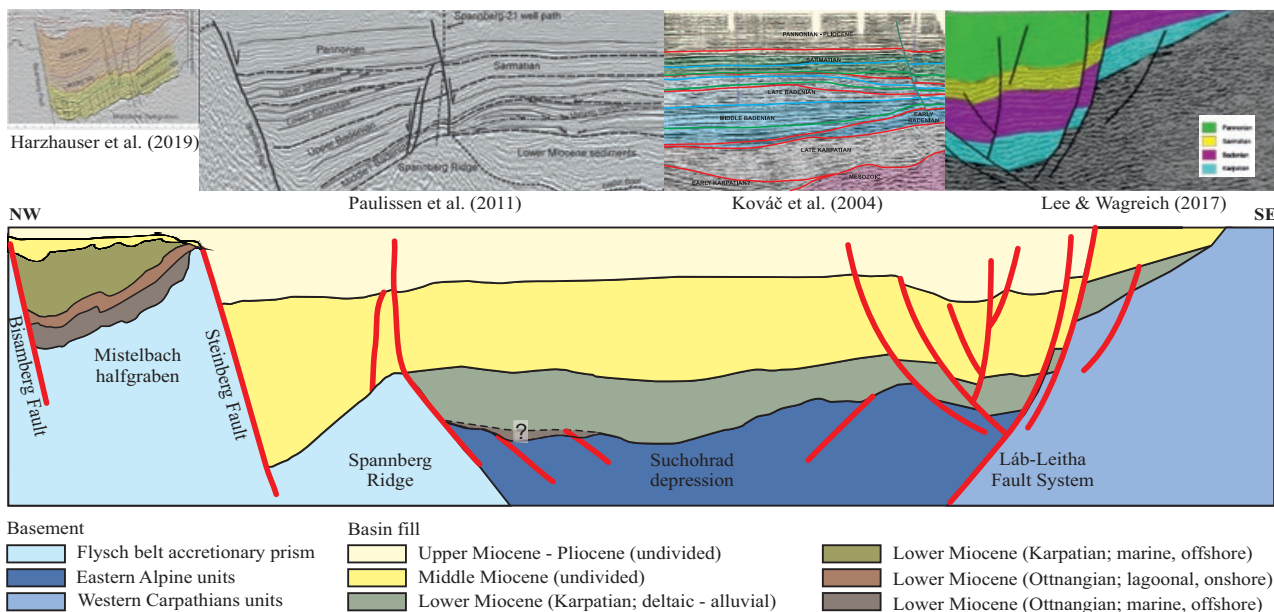 Spannberg-21 well path
Pannonian
Sarmatian
Upper Badenian
Spannberg Ridge
Miocene sediments
PANNONIAN - PLIOCENE
SARMATIAN
LATE BADENIAN
MIDDLE BADENIAN
EARLY
BADENIAN
LATE KARPATIAN
EARLY KARPATIAN?
MESOZOIC
Pannonian
Sarmatian
Badenian
Karpatian
Harzhauser et al. (2019)
Paulissen et al. (2011)
Kováč et al. (2004)
Lee & Wagreich (2017)
NW
SE
Bisamberg Fault
Mistelbach
halfgraben
Steinberg Fault
Spannberg
Ridge
?
Suchohrad
depression
Láb-Leitha
Fault System
Basement
Flysch belt accretionary prism
Eastern Alpine units
Western Carpathians units
Basin fill
Upper Miocene - Pliocene (undivided)
Middle Miocene (undivided)
Lower Miocene (Karpatian; deltaic - alluvial)
Lower Miocene (Karpatian; marine, offshore)
Lower Miocene (Ottnangian; lagoonal, onshore)
Lower Miocene (Ottnangian; marine, offshore)